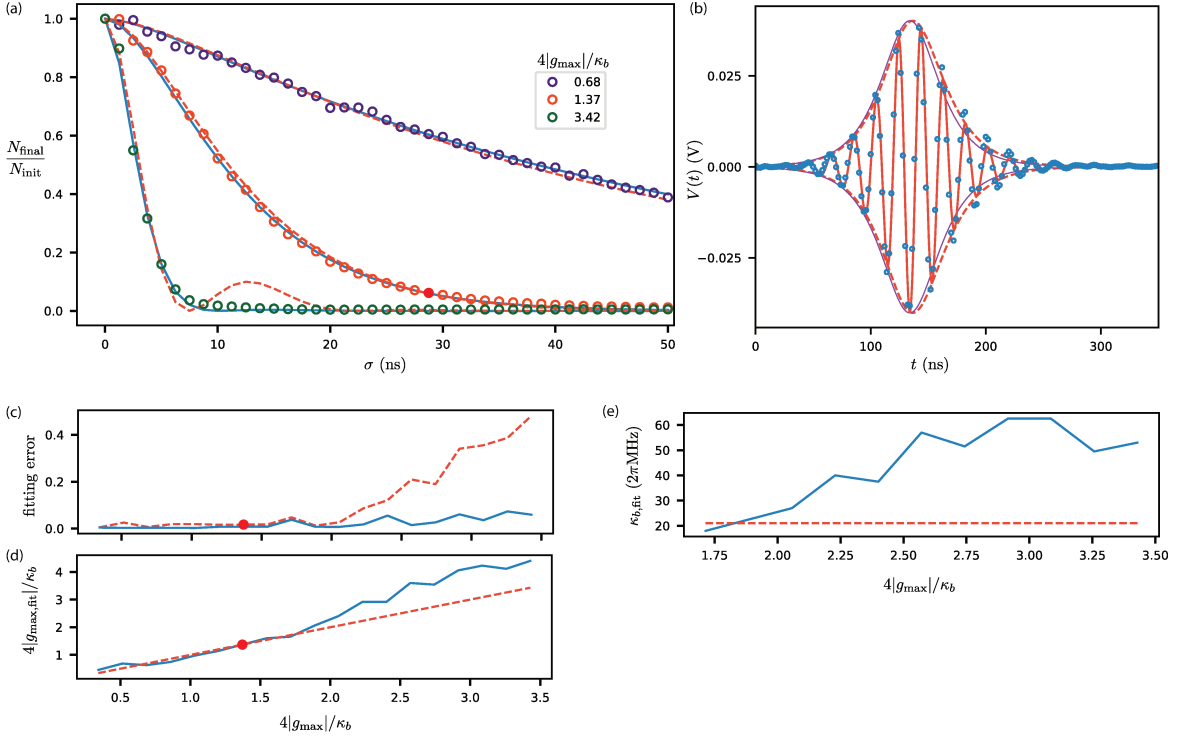 (a)
1.0
0.8
0.6
0.4
0.2
0.0
N_final / N_init
0 10 20 30 40 50
σ (ns)
4|g_max|/κ_b
0.68
1.37
3.42
(b)
0.025
0.000
−0.025
V(t) (V)
0 100 200 300
t (ns)
(c)
0.4
0.2
0.0
fitting error
(d)
4
3
2
1
4|g_max,fit|/κ_b
0.5 1.0 1.5 2.0 2.5 3.0 3.5
4|g_max|/κ_b
(e)
60
50
40
30
20
κ_b,fit (2πMHz)
1.75 2.00 2.25 2.50 2.75 3.00 3.25 3.50
4|g_max|/κ_b